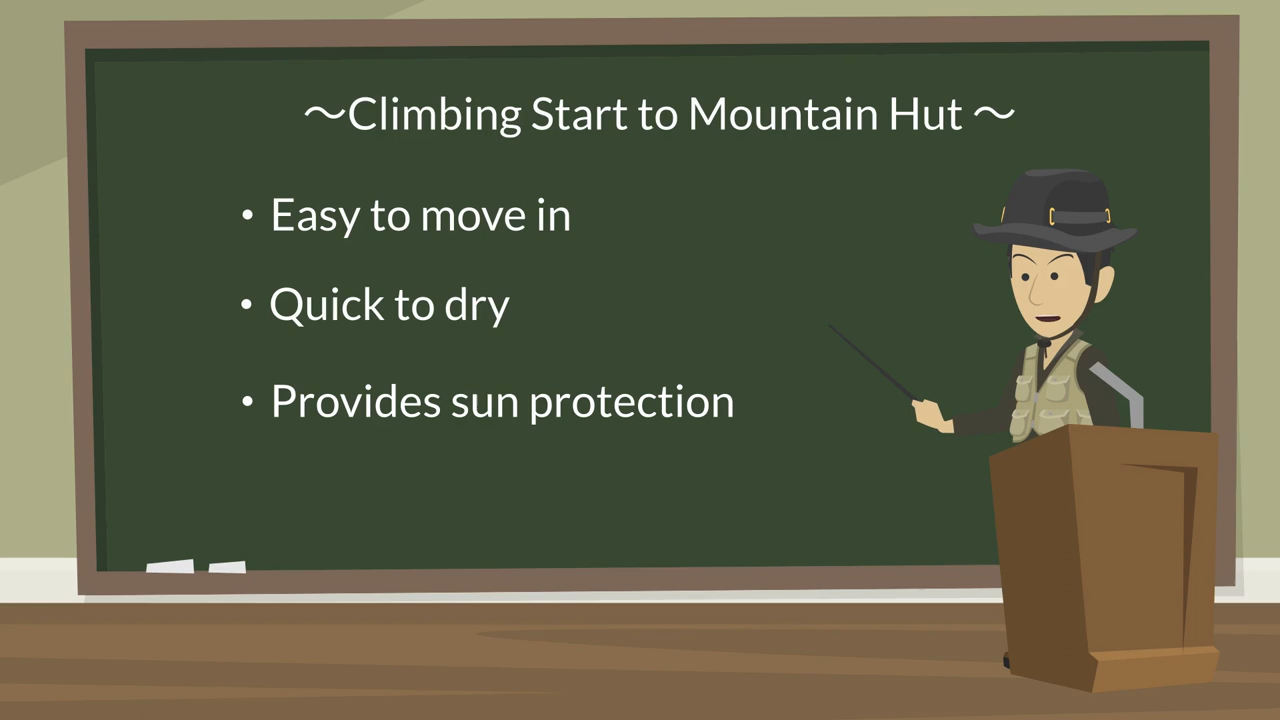 ～Climbing Start to Mountain Hut ～
• Easy to move in
• Quick to dry
• Provides sun protection